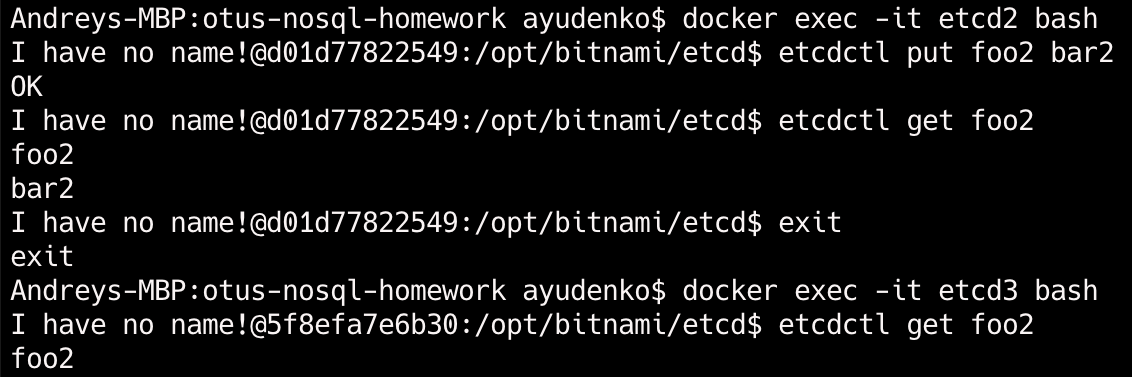 Andreys-MBP:otus-nosql-homework ayudenko$ docker exec -it etcd2 bash
I have no name!@d01d77822549:/opt/bitnami/etcd$ etcdctl put foo2 bar2
OK
I have no name!@d01d77822549:/opt/bitnami/etcd$ etcdctl get foo2
foo2
bar2
I have no name!@d01d77822549:/opt/bitnami/etcd$ exit
exit
Andreys-MBP:otus-nosql-homework ayudenko$ docker exec -it etcd3 bash
I have no name!@5f8efa7e6b30:/opt/bitnami/etcd$ etcdctl get foo2
foo2